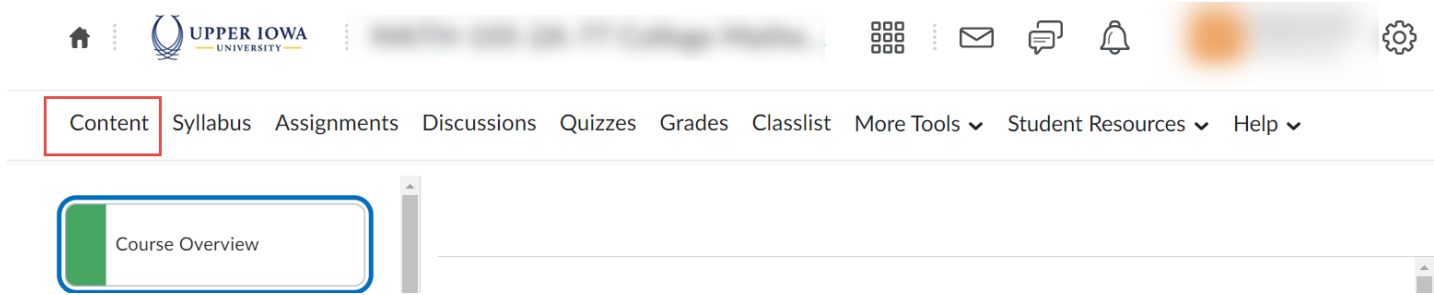 UPPER IOWA
UNIVERSITY
Content Syllabus Assignments Discussions Quizzes Grades Classlist More Tools Student Resources Help
Course Overview